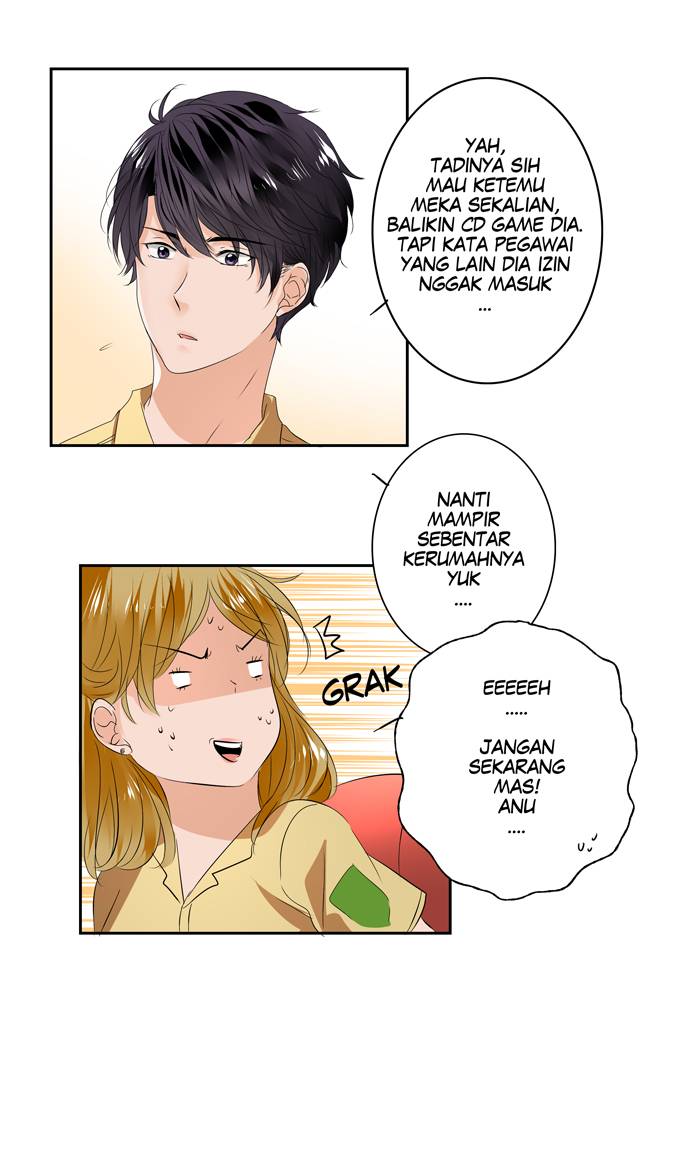 YAH,
TADINYA SIH
MAU KETEMU
MEKA SEKALIAN,
BALIKIN CD GAME DIA.
TAPI KATA PEGAWAI
YANG LAIN DIA IZIN
NGGAK MASUK
...
NANTI
MAMPIR
SEBENTAR
KERUMAHNYA
YUK
....
GRAK
EEEEEH
.....
JANGAN
SEKARANG
MAS!
ANU
....